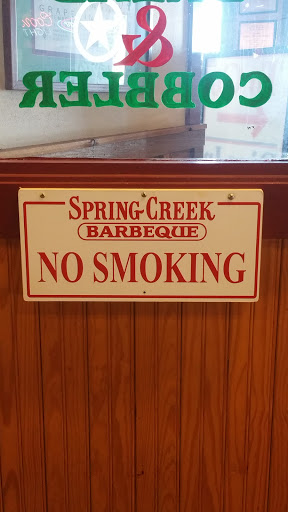 &
COBBLER
SPRING CREEK
BARBEQUE
NO SMOKING